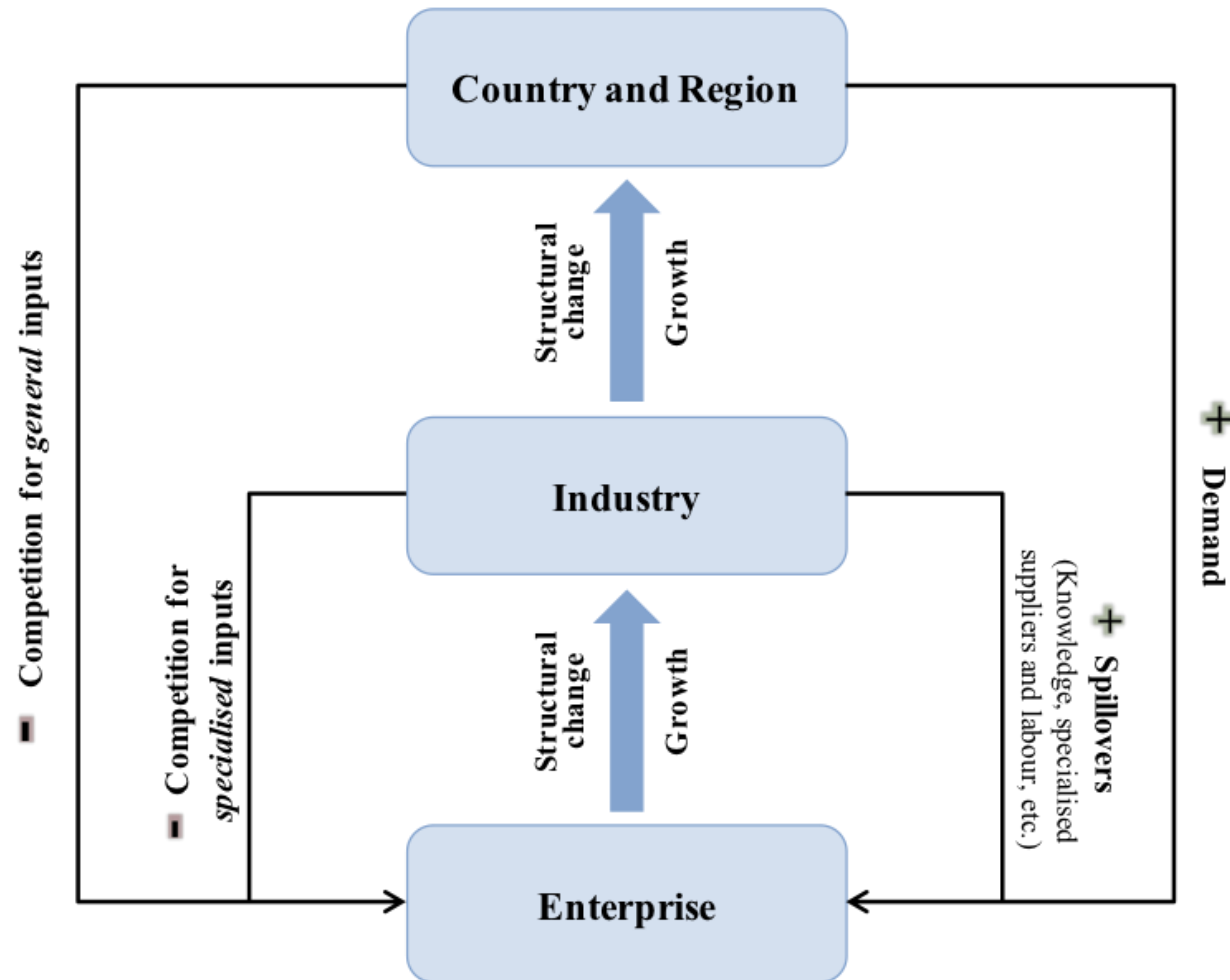 Country and Region
Structural
change
Growth
- Competition for general inputs
+ Demand
Industry
- Competition for
specialised inputs
+ Spillovers
(Knowledge, specialised
suppliers and labour, etc.)
Structural
change
Growth
Enterprise